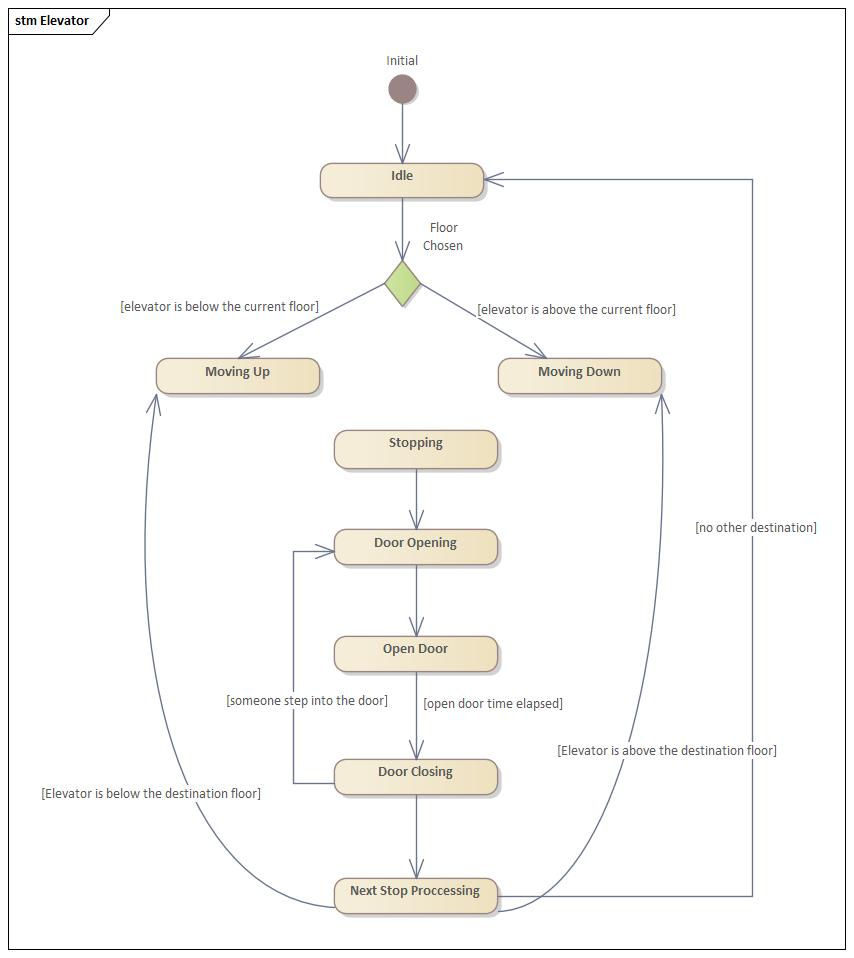 stm Elevator
Initial
Idle
Floor
Chosen
[elevator is below the current floor]
[elevator is above the current floor]
Moving Up
Moving Down
Stopping
[no other destination]
Door Opening
Open Door
[someone step into the door]
[open door time elapsed]
[Elevator is above the destination floor]
Door Closing
[Elevator is below the destination floor]
Next Stop Proccessing